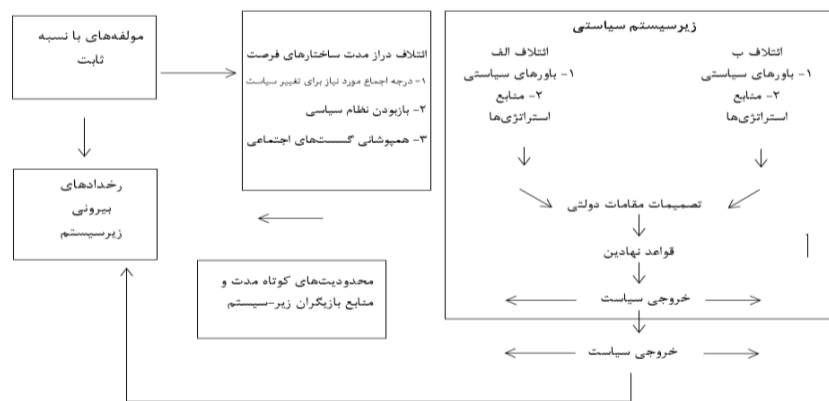 زیرسیستم سیاستی
ائتلاف ب
۱- باورهای سیاستی
۲- منابع
استراتژی‌ها
ائتلاف الف
۱- باورهای سیاستی
۲- منابع
استراتژی‌ها
تصمیمات مقامات دولتی
قواعد نهادین
خروجی سیاست
خروجی سیاست
ائتلاف دراز مدت ساختارهای فرصت
۱- درجه اجماع مورد نیاز برای تغییر سیاست
۲- بازبودن نظام سیاسی
۳- همپوشانی گسست‌های اجتماعی
محدودیت‌های کوتاه مدت و
منابع بازیگران زیر-سیستم
مولفه‌های با نسبه
ثابت
رخدادهای
بیرونی
زیرسیستم